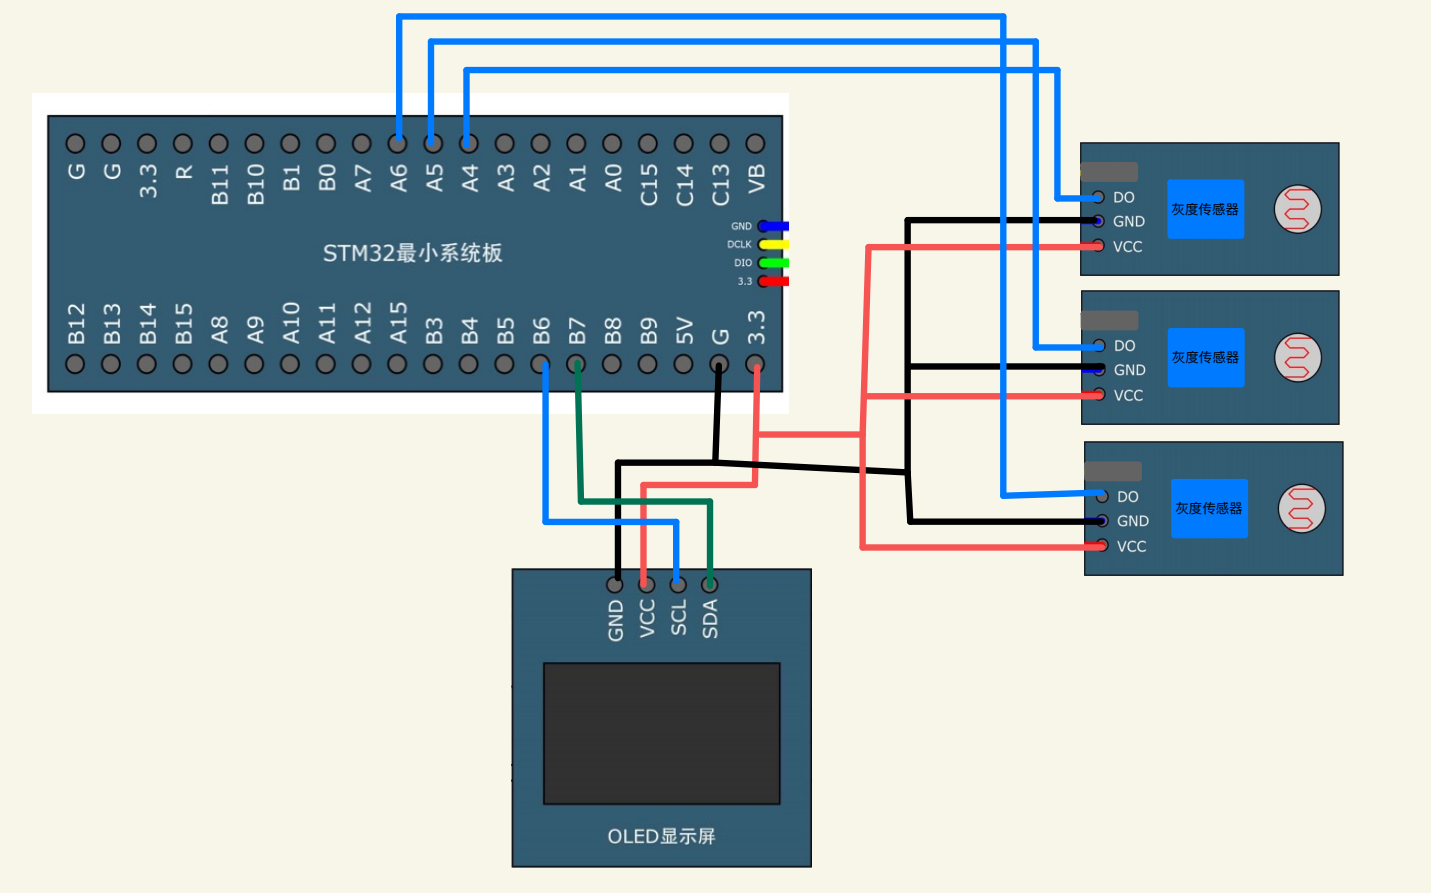 G G 3.3 R B11 B10 B1 B0 A7 A6 A5 A4 A3 A2 A1 A0 C15 C14 C13 VB
GND
DCLK
DIO
3.3
STM32最小系统板
B12 B13 B14 B15 A8 A9 A10 A11 A12 A15 B3 B4 B5 B6 B7 B8 B9 5V G 3.3
DO
GND
VCC
灰度传感器
DO
GND
VCC
灰度传感器
DO
GND
VCC
灰度传感器
GND VCC SCL SDA
OLED显示屏